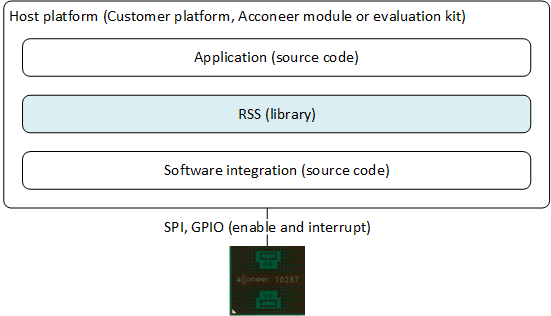 Host platform (Customer platform, Acconeer module or evaluation kit)
Application (source code)
RSS (library)
Software integration (source code)
SPI, GPIO (enable and interrupt)
acconeer 10287